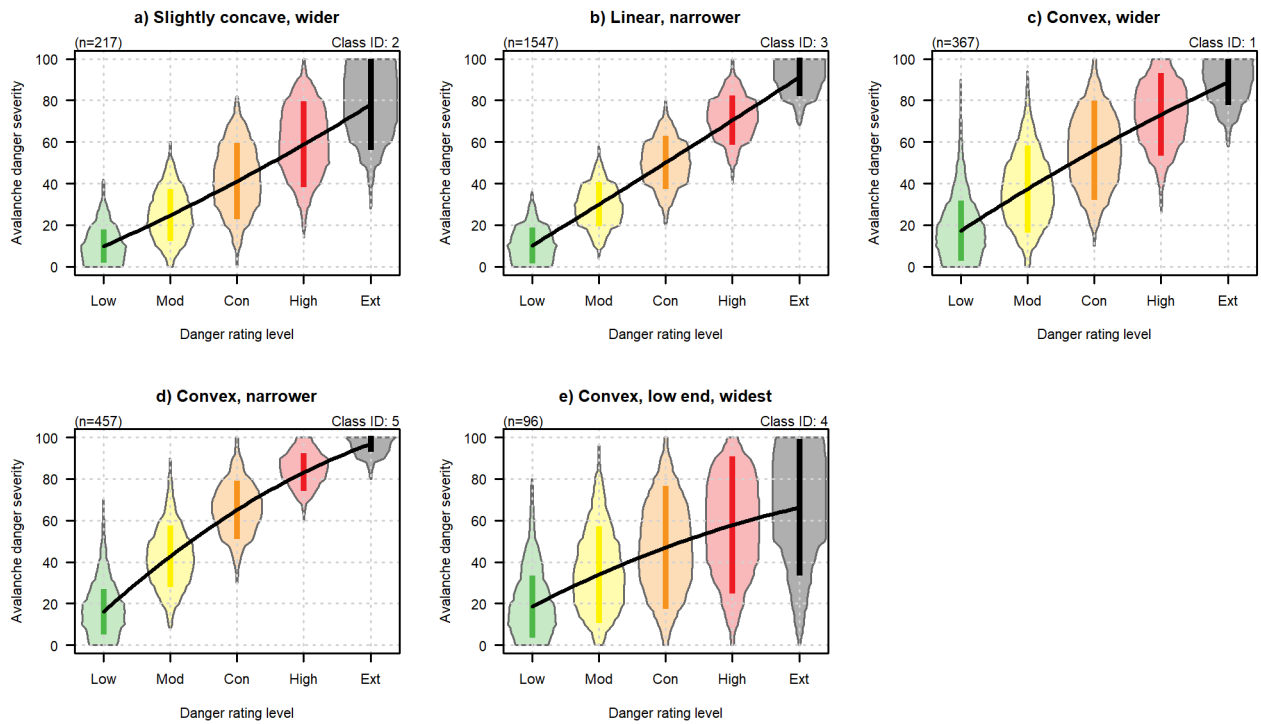 a) Slightly concave, wider
(n=217) Class ID: 2
Avalanche danger severity
100
80
60
40
20
0
Low Mod Con High Ext
Danger rating level
b) Linear, narrower
(n=1547) Class ID: 3
Avalanche danger severity
100
80
60
40
20
0
Low Mod Con High Ext
Danger rating level
c) Convex, wider
(n=367) Class ID: 1
Avalanche danger severity
100
80
60
40
20
0
Low Mod Con High Ext
Danger rating level
d) Convex, narrower
(n=457) Class ID: 5
Avalanche danger severity
100
80
60
40
20
0
Low Mod Con High Ext
Danger rating level
e) Convex, low end, widest
(n=96) Class ID: 4
Avalanche danger severity
100
80
60
40
20
0
Low Mod Con High Ext
Danger rating level